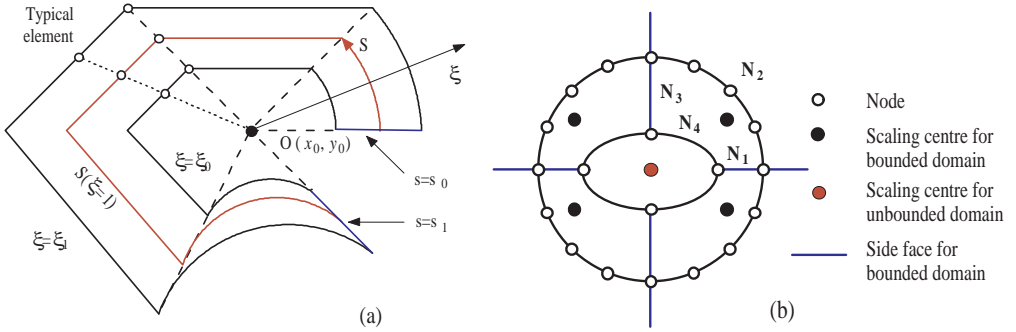 Typical
element
S
ξ
O ( x0, y0)
ξ=ξ0
S(ξ=1)
ξ=ξ1
s=s0
s=s1
(a)
N2
N3
N4
N1
Node
Scaling centre for
bounded domain
Scaling centre for
unbounded domain
Side face for
bounded domain
(b)